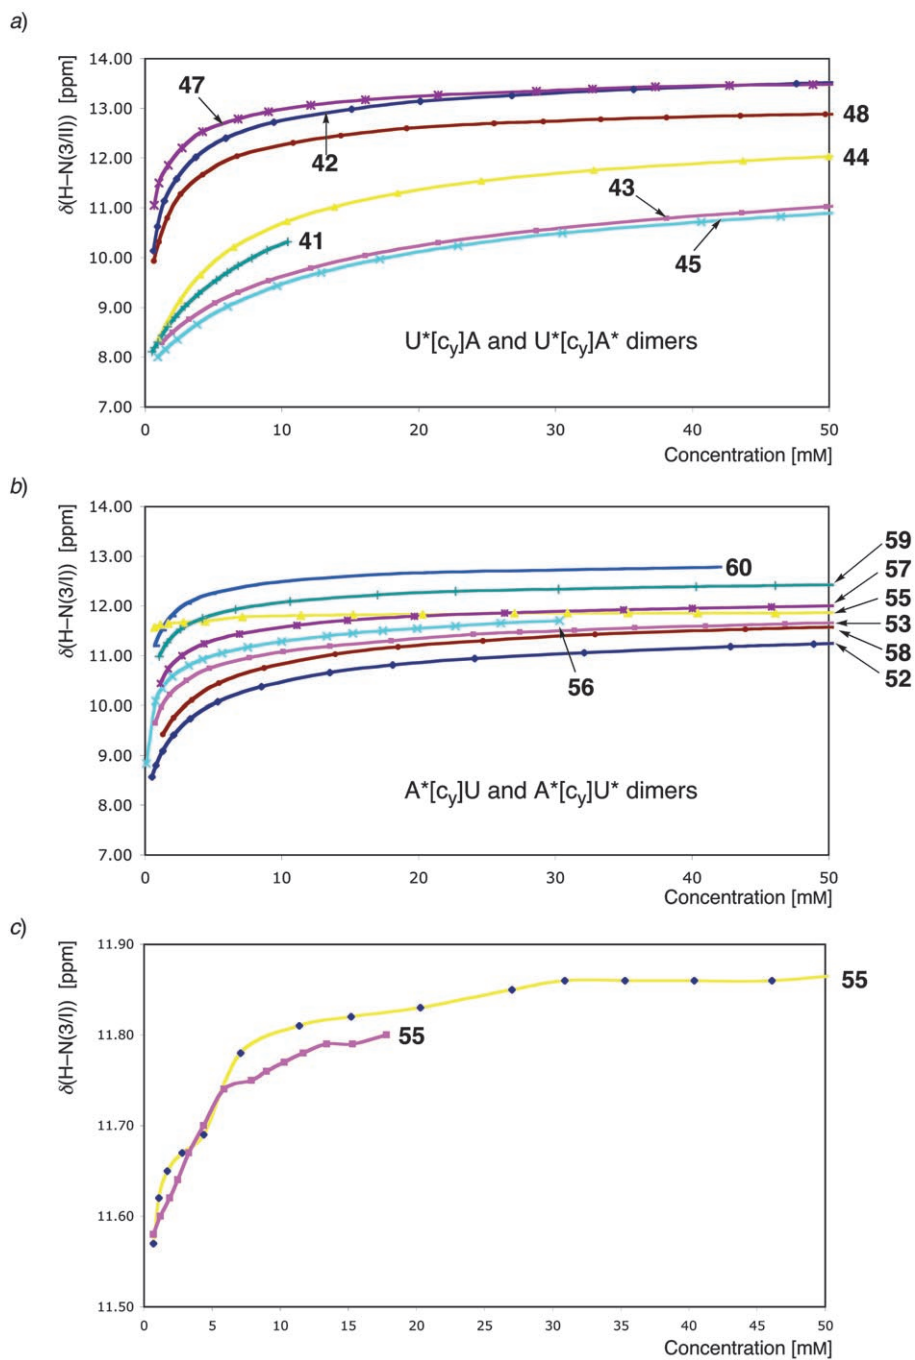 a)
δ(H–N(3/II)) [ppm]
14.00
13.00
12.00
11.00
10.00
9.00
8.00
7.00
47
42
48
44
43
41
45
U*[cy]A and U*[cy]A* dimers
0 10 20 30 40 50
Concentration [mM]
b)
δ(H–N(3/I)) [ppm]
14.00
13.00
12.00
11.00
10.00
9.00
8.00
7.00
60
59
57
55
53
58
52
56
A*[cy]U and A*[cy]U* dimers
0 10 20 30 40 50
Concentration [mM]
c)
δ(H–N(3/I)) [ppm]
11.90
11.80
11.70
11.60
11.50
55
55
0 5 10 15 20 25 30 35 40 45 50
Concentration [mM]